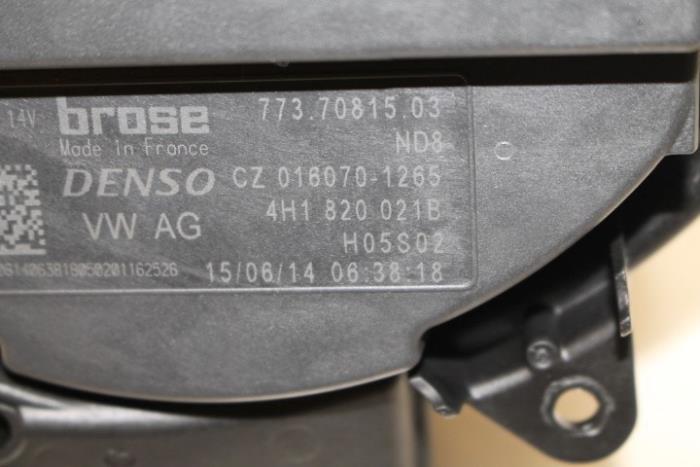 14V brose 773.70815.03
Made in France ND8
DENSO CZ 016070-1265
VW AG 4H1 820 021B
H05S02
15/06/14 06:38:18